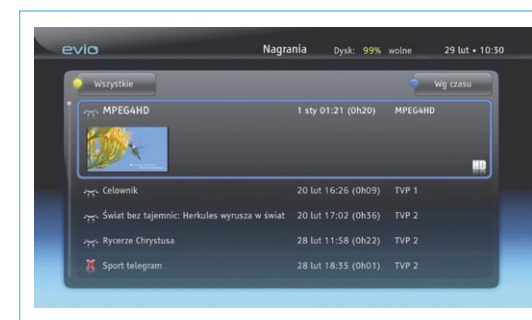 evio Nagrania Dysk: 99% wolne 29 lut • 10:30
Wszystkie Wg czasu
MPEG4HD 1 sty 01:21 (0h20) MPEG4HD
HD
Celownik 20 lut 16:26 (0h09) TVP 1
Świat bez tajemnic: Herkules wyrusza w świat 20 lut 17:02 (0h36) TVP 2
Rycerze Chrystusa 28 lut 11:58 (0h22) TVP 2
Sport telegram 28 lut 18:35 (0h01) TVP 2